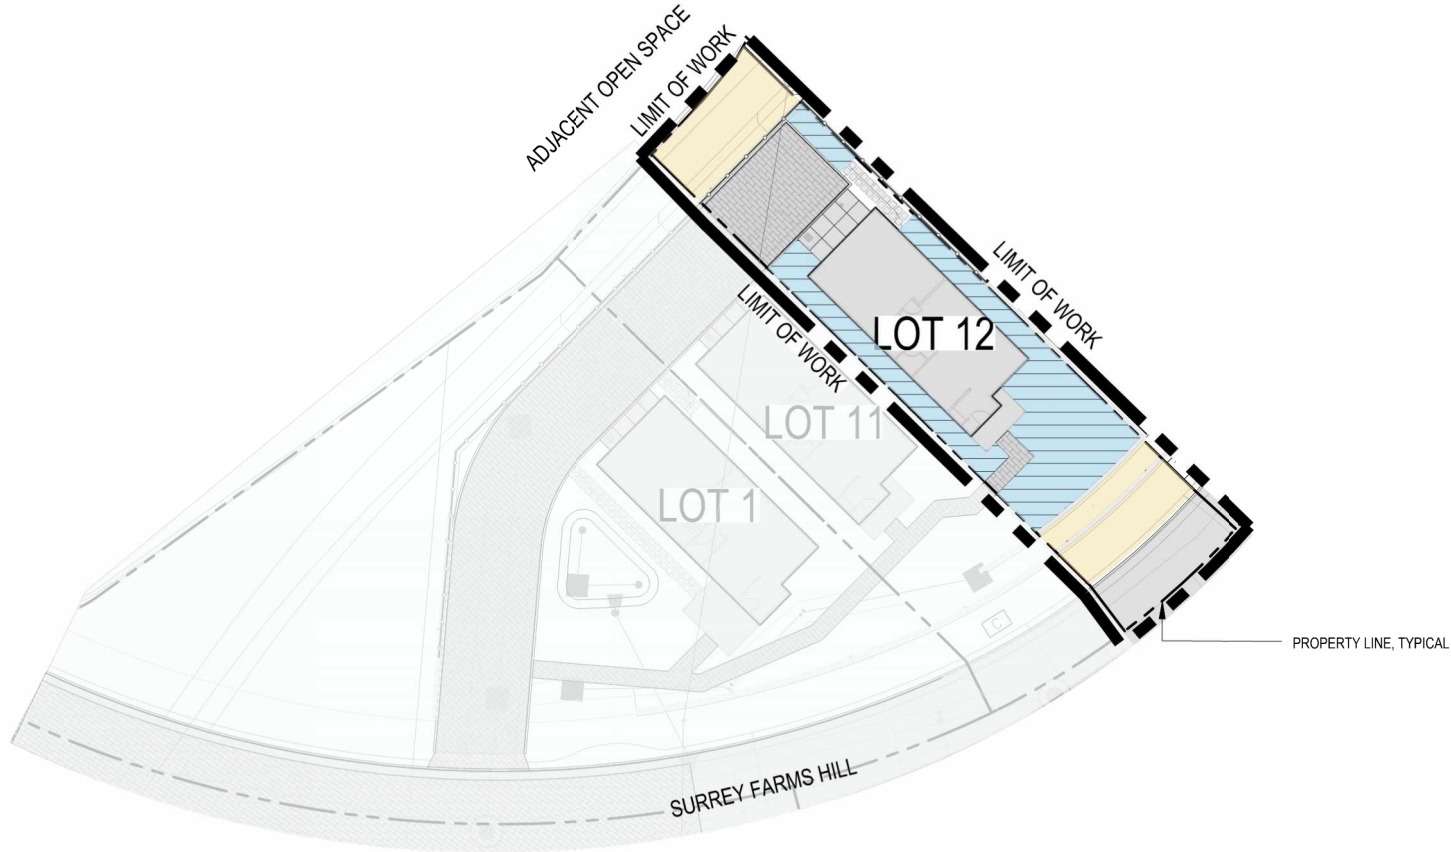 ADJACENT OPEN SPACE
LIMIT OF WORK
LIMIT OF WORK
LIMIT OF WORK
LOT 12
LOT 11
LOT 1
C
PROPERTY LINE, TYPICAL
SURREY FARMS HILL